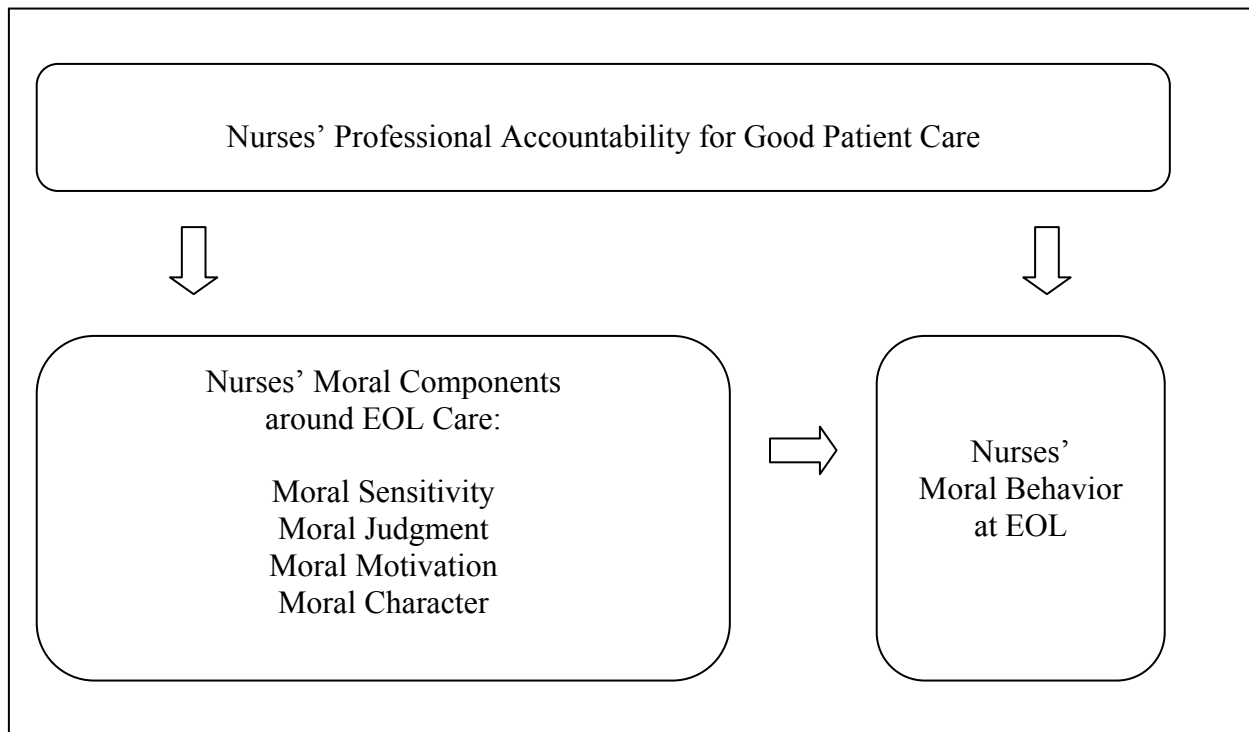 Nurses’ Professional Accountability for Good Patient Care
Nurses’ Moral Components
around EOL Care:
Moral Sensitivity
Moral Judgment
Moral Motivation
Moral Character
Nurses’
Moral Behavior
at EOL